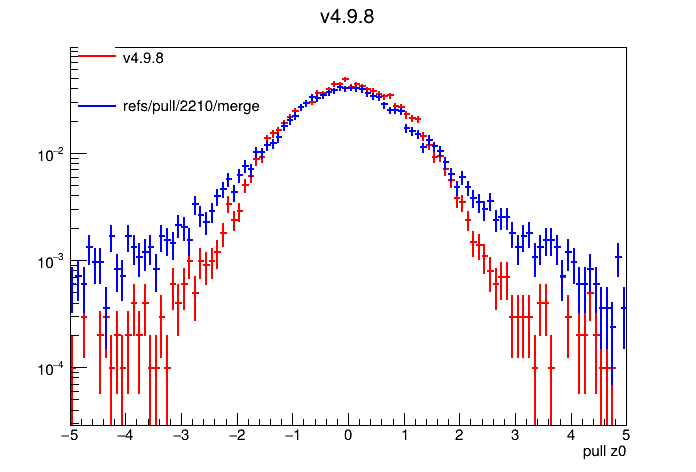 v4.9.8
v4.9.8
refs/pull/2210/merge
10⁻²
10⁻³
10⁻⁴
−5 −4 −3 −2 −1 0 1 2 3 4 5
pull z0